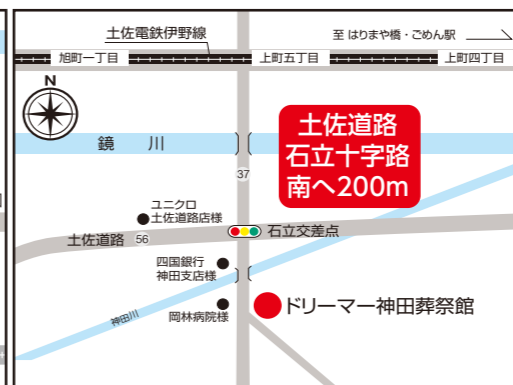 土佐電鉄伊野線
至 はりまや橋・ごめん駅
旭町一丁目
上町五丁目
上町四丁目
N
鏡 川
土佐道路
石立十字路
南へ200m
37
ユニクロ
土佐道路店様
土佐道路 56
石立交差点
四国銀行
神田支店様
神田川
岡林病院様
ドリーマー神田葬祭館